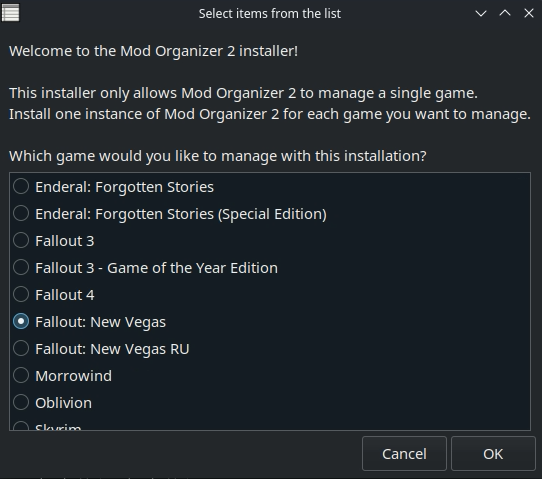 Select items from the list
Welcome to the Mod Organizer 2 installer!
This installer only allows Mod Organizer 2 to manage a single game.
Install one instance of Mod Organizer 2 for each game you want to manage.
Which game would you like to manage with this installation?
Enderal: Forgotten Stories
Enderal: Forgotten Stories (Special Edition)
Fallout 3
Fallout 3 - Game of the Year Edition
Fallout 4
Fallout: New Vegas
Fallout: New Vegas RU
Morrowind
Oblivion
Skyrim
Cancel
OK